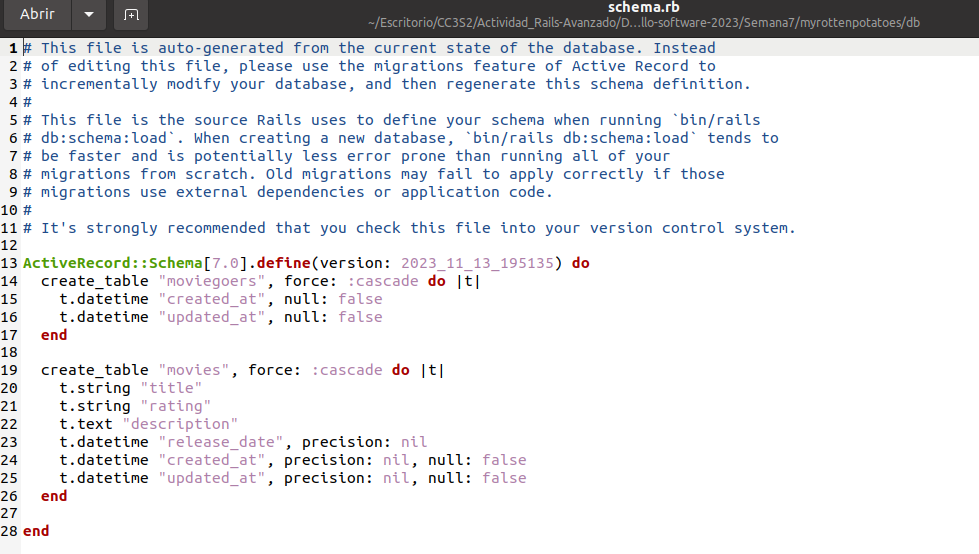 Abrir
schema.rb
~/Escritorio/CC3S2/Actividad_Rails-Avanzado/D…llo-software-2023/Semana7/myrottenpotatoes/db
1 # This file is auto-generated from the current state of the database. Instead
2 # of editing this file, please use the migrations feature of Active Record to
3 # incrementally modify your database, and then regenerate this schema definition.
4 #
5 # This file is the source Rails uses to define your schema when running `bin/rails
6 # db:schema:load`. When creating a new database, `bin/rails db:schema:load` tends to
7 # be faster and is potentially less error prone than running all of your
8 # migrations from scratch. Old migrations may fail to apply correctly if those
9 # migrations use external dependencies or application code.
10 #
11 # It's strongly recommended that you check this file into your version control system.
12
13 ActiveRecord::Schema[7.0].define(version: 2023_11_13_195135) do
14   create_table "moviegoers", force: :cascade do |t|
15     t.datetime "created_at", null: false
16     t.datetime "updated_at", null: false
17   end
18
19   create_table "movies", force: :cascade do |t|
20     t.string "title"
21     t.string "rating"
22     t.text "description"
23     t.datetime "release_date", precision: nil
24     t.datetime "created_at", precision: nil, null: false
25     t.datetime "updated_at", precision: nil, null: false
26   end
27
28 end